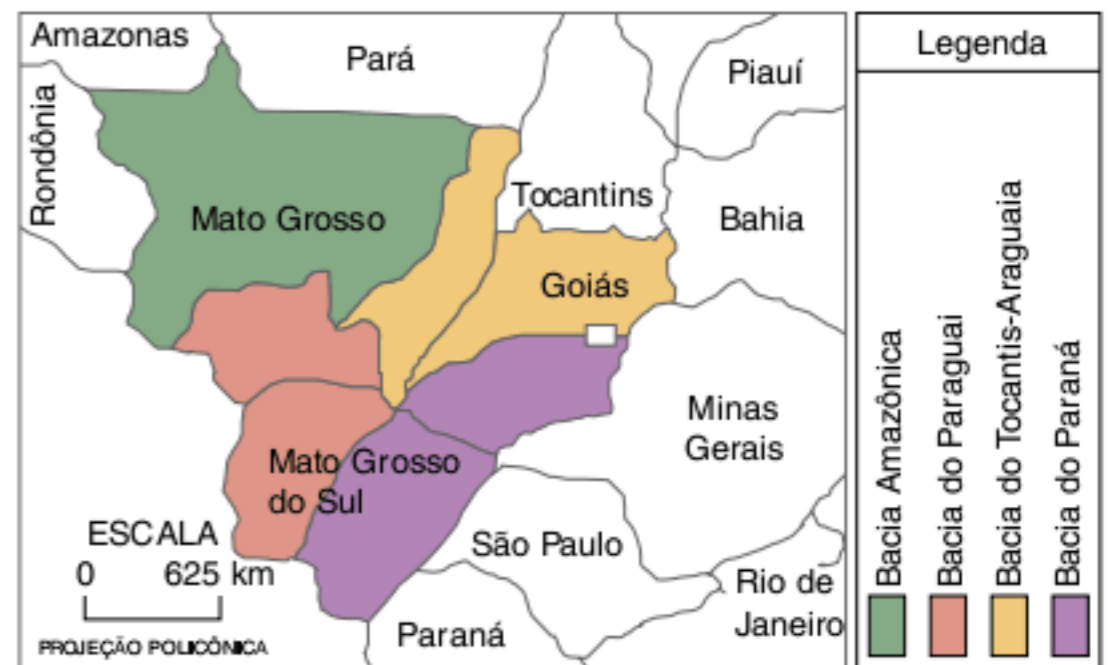 Amazonas
Pará
Piauí
Rondônia
Mato Grosso
Tocantins
Bahia
Goiás
Minas
Gerais
Mato Grosso
do Sul
São Paulo
Rio de
Janeiro
Paraná
ESCALA
0 625 km
PROJEÇÃO POLICÔNICA
Legenda
Bacia Amazônica
Bacia do Paraguai
Bacia do Tocantis-Araguaia
Bacia do Paraná